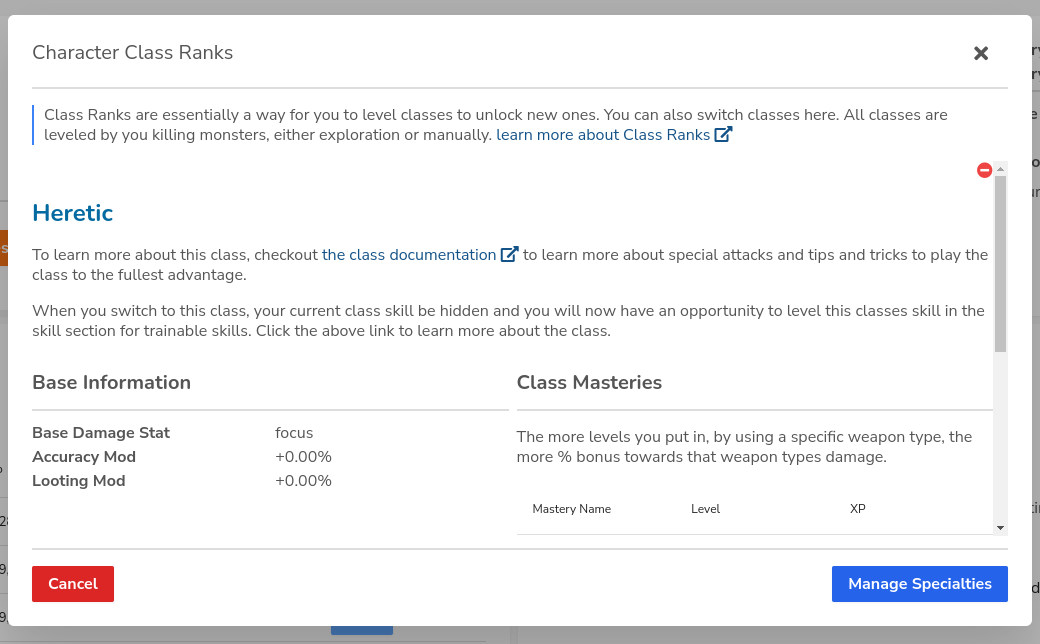 Character Class Ranks
Class Ranks are essentially a way for you to level classes to unlock new ones. You can also switch classes here. All classes are
leveled by you killing monsters, either exploration or manually. learn more about Class Ranks
Heretic
To learn more about this class, checkout the class documentation to learn more about special attacks and tips and tricks to play the
class to the fullest advantage.
When you switch to this class, your current class skill be hidden and you will now have an opportunity to level this classes skill in the
skill section for trainable skills. Click the above link to learn more about the class.
Base Information
Base Damage Stat focus
Accuracy Mod +0.00%
Looting Mod +0.00%
Class Masteries
The more levels you put in, by using a specific weapon type, the
more % bonus towards that weapon types damage.
Mastery Name Level XP
Cancel
Manage Specialties